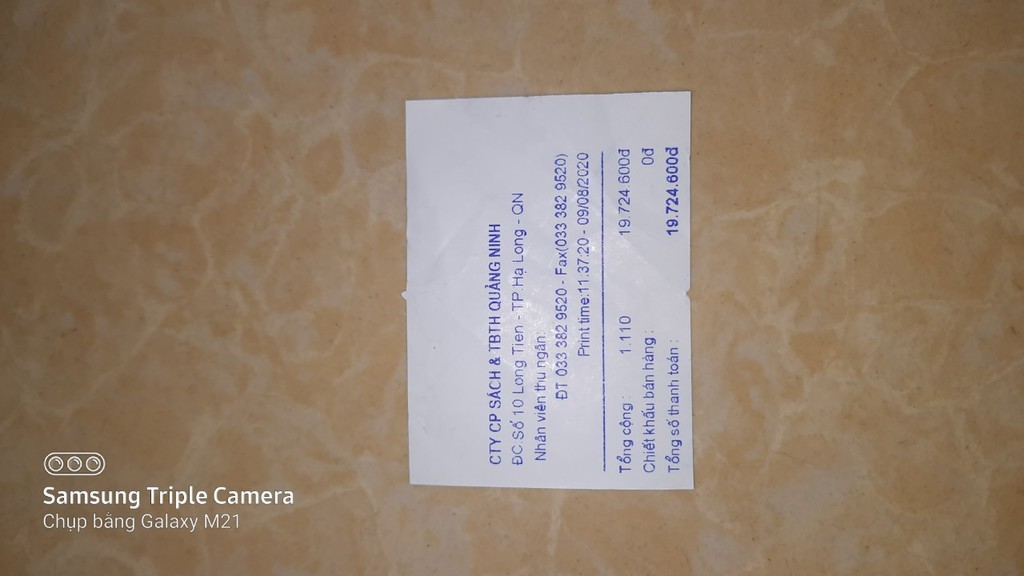 CTY CP SÁCH & TBTH QUẢNG NINH
ĐC:Số 10 Long Tien - TP Ha Long - QN
Nhân viên thu ngân:
ĐT 033 382 9520 - Fax(033 382 9520)
Print time:11:37:20 - 09/08/2020
Tổng cộng : 1.110 19.724.600đ
Chiết khấu bán hàng : 0đ
Tổng số thanh toán : 19.724.600đ
Samsung Triple Camera
Chụp bằng Galaxy M21